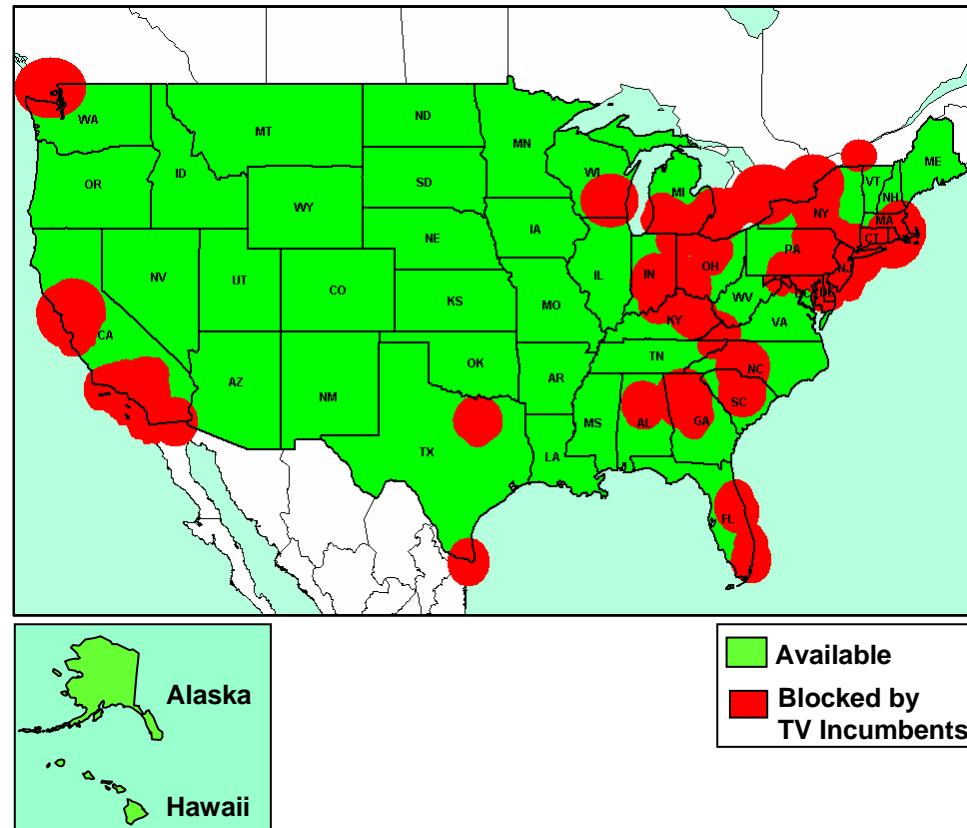 WA
MT
ND
MN
ME
OR
ID
SD
WI
MI
VT
NH
WY
NY
MA
CT
IA
NE
PA
NV
UT
CO
IL
IN
OH
NJ
KS
MO
WV
VA
KY
CA
AZ
NM
OK
AR
TN
NC
SC
TX
LA
MS
AL
GA
FL
Alaska
Hawaii
Available
Blocked by
TV Incumbents